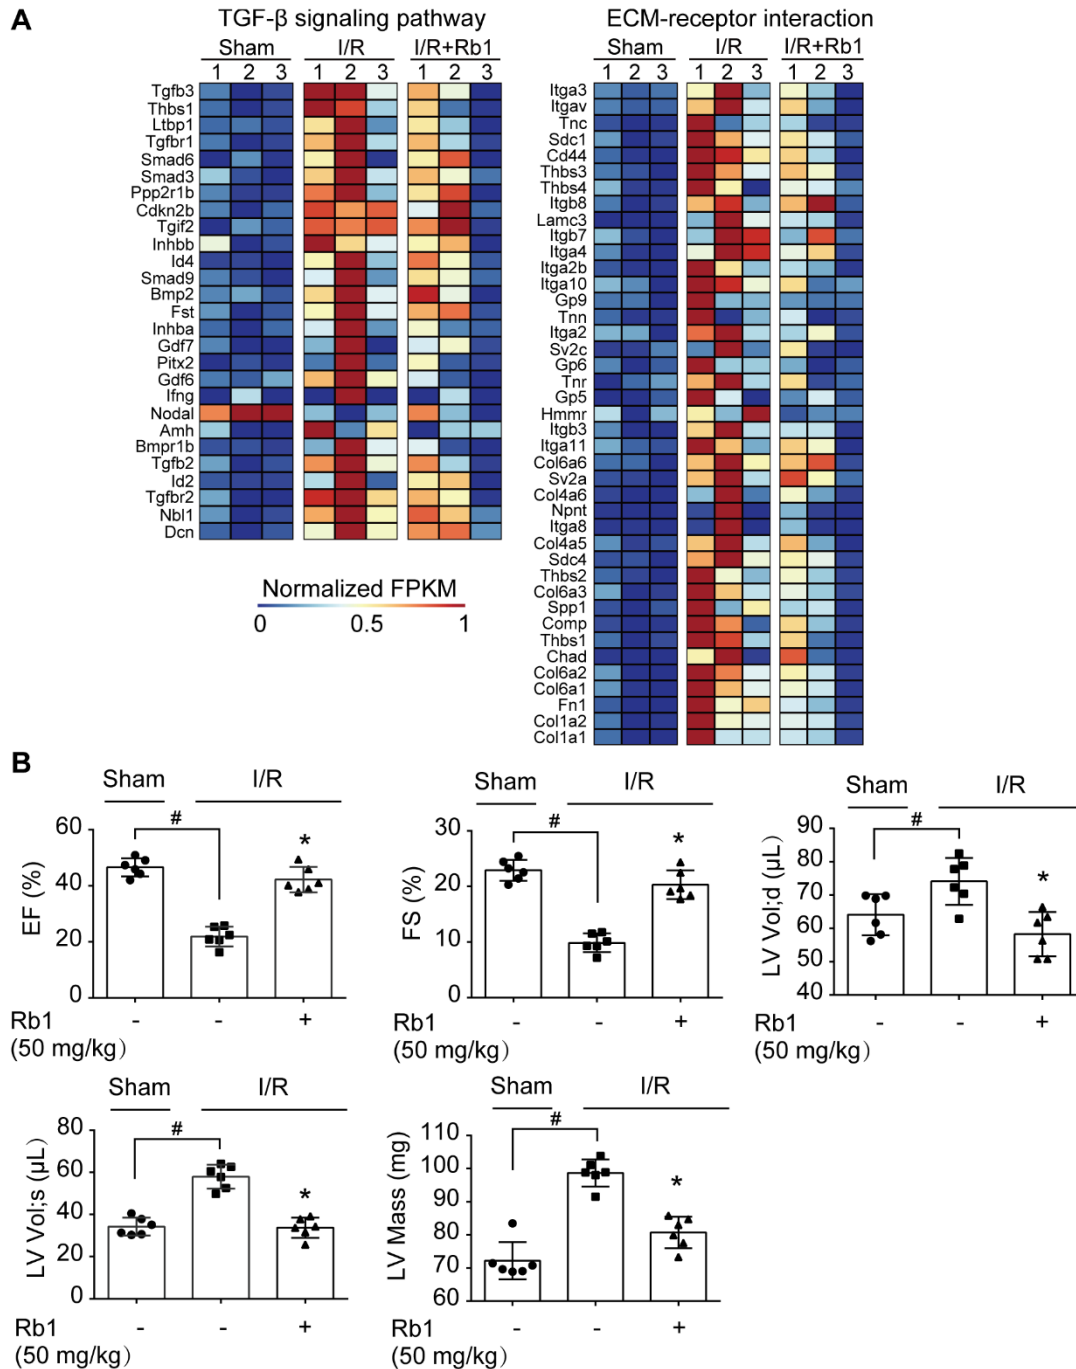 A
TGF-β signaling pathway
Sham I/R I/R+Rb1
1 2 3 1 2 3 1 2 3
Tgfb3
Thbs1
Ltbp1
Tgfbr1
Smad6
Smad3
Ppp2r1b
Cdkn2b
Tgif2
Inhbb
Id4
Smad9
Bmp2
Fst
Inhba
Gdf7
Pitx2
Gdf6
Ifng
Nodal
Amh
Bmpr1b
Tgfb2
Id2
Tgfbr2
Nbl1
Dcn
Normalized FPKM
0 0.5 1
ECM-receptor interaction
Sham I/R I/R+Rb1
1 2 3 1 2 3 1 2 3
Itga3
Itgav
Tnc
Sdc1
Cd44
Thbs3
Thbs4
Itgb8
Lamc3
Itgb7
Itga4
Itga2b
Itga10
Gp9
Tnn
Itga2
Sv2c
Gp6
Tnr
Gp5
Hmmr
Itgb3
Itga11
Col6a6
Sv2a
Col4a6
Npnt
Itga8
Col4a5
Sdc4
Thbs2
Col6a3
Spp1
Comp
Thbs1
Chad
Col6a2
Col6a1
Fn1
Col1a2
Col1a1
B
Sham I/R
# *
EF (%)
60
40
20
0
Rb1 - - +
(50 mg/kg)
Sham I/R
# *
FS (%)
30
20
10
0
Rb1 - - +
(50 mg/kg)
Sham I/R
# *
LV Vol;d (μL)
90
80
70
60
50
40
Rb1 - - +
(50 mg/kg)
Sham I/R
# *
LV Vol;s (μL)
80
60
40
20
0
Rb1 - - +
(50 mg/kg)
Sham I/R
# *
LV Mass (mg)
110
100
90
80
70
60
Rb1 - - +
(50 mg/kg)